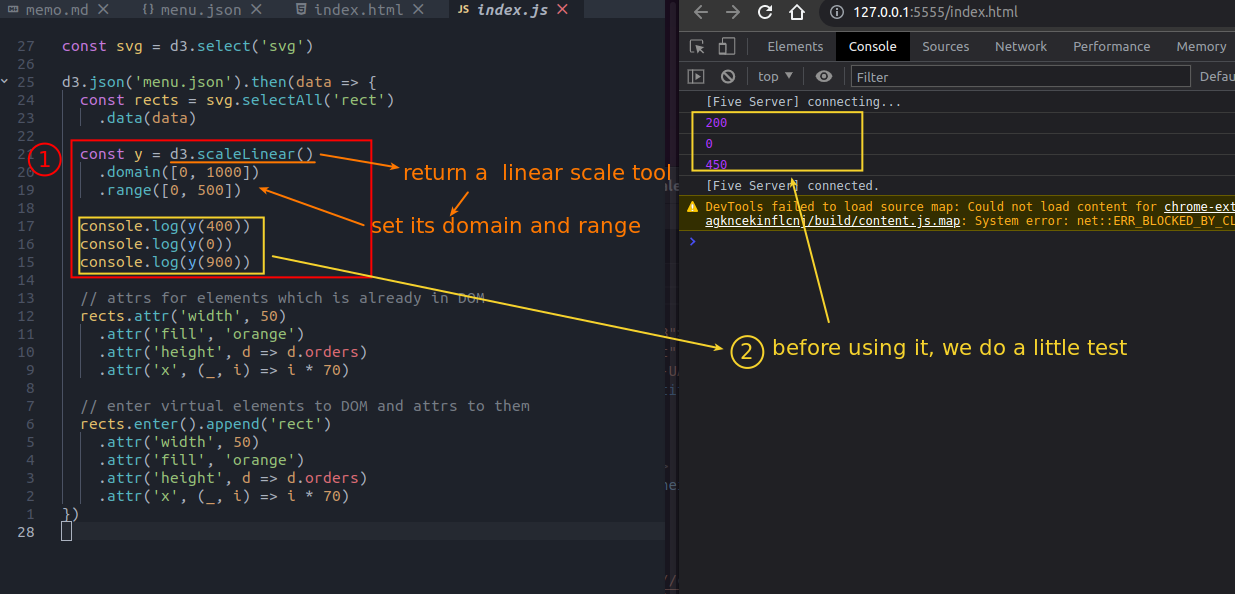 memo.md
menu.json
index.html
JS index.js
27 const svg = d3.select('svg')
26
25 d3.json('menu.json').then(data => {
24 const rects = svg.selectAll('rect')
23 .data(data)
22
21 const y = d3.scaleLinear()
20 .domain([0, 1000])
19 .range([0, 500])
18
17 console.log(y(400))
16 console.log(y(0))
15 console.log(y(900))
14
13 // attrs for elements which is already in DOM
12 rects.attr('width', 50)
11 .attr('fill', 'orange')
10 .attr('height', d => d.orders)
9 .attr('x', (_, i) => i * 70)
8
7 // enter virtual elements to DOM and attrs to them
6 rects.enter().append('rect')
5 .attr('width', 50)
4 .attr('fill', 'orange')
3 .attr('height', d => d.orders)
2 .attr('x', (_, i) => i * 70)
1 })
28
1
return a linear scale tool
set its domain and range
127.0.0.1:5555/index.html
Elements Console Sources Network Performance Memory
top Filter Defau
[Five Server] connecting...
200
0
450
[Five Server] connected.
DevTools failed to load source map: Could not load content for chrome-ext
agkncekinflcnj/build/content.js.map: System error: net::ERR_BLOCKED_BY_CL
>
2 before using it, we do a little test